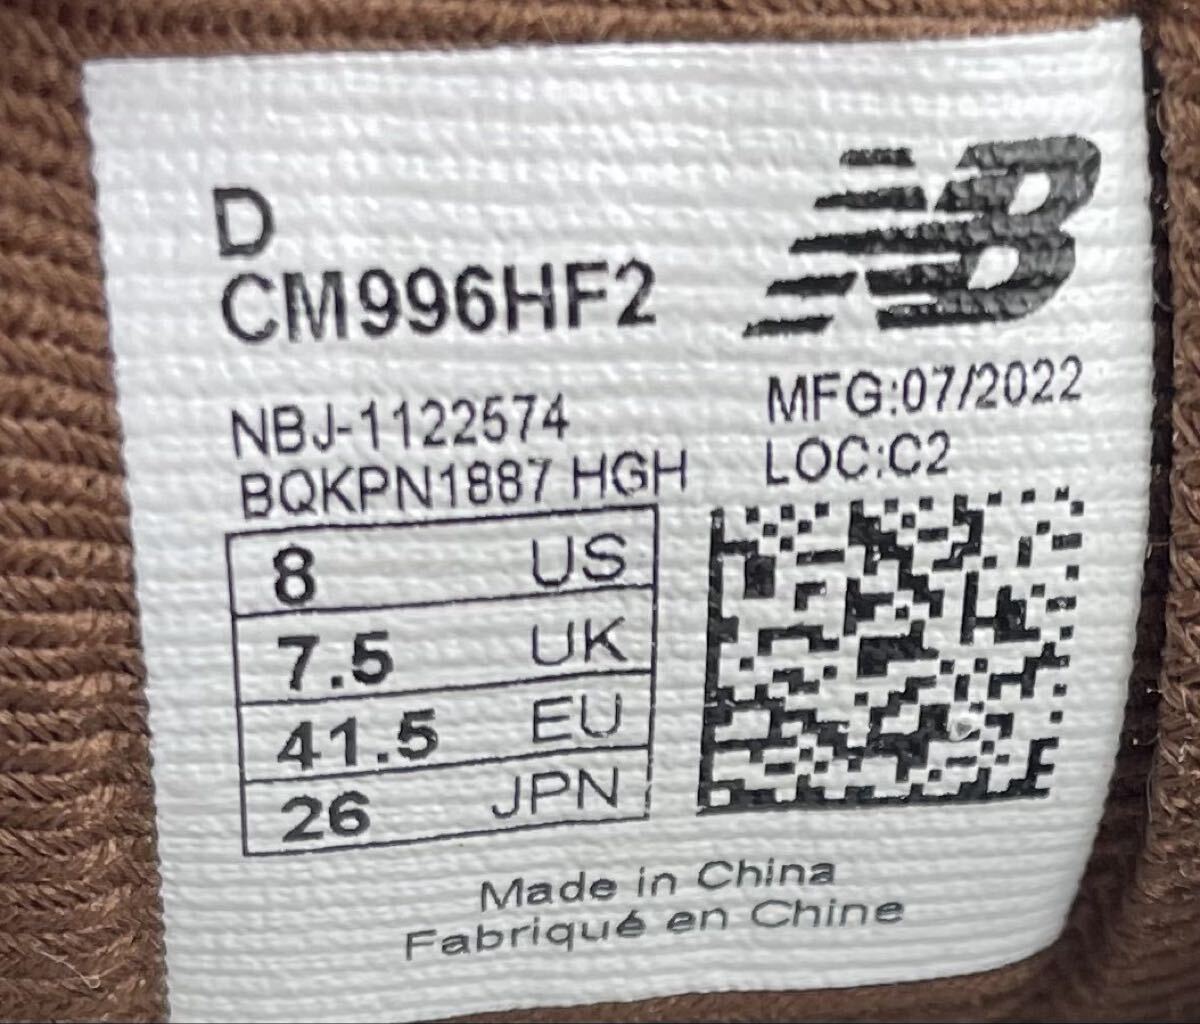 D
CM996HF2
NB
NBJ-1122574
BQKPN1887 HGH
MFG:07/2022
LOC:C2
8 US
7.5 UK
41.5 EU
26 JPN
Made in China
Fabriqué en Chine